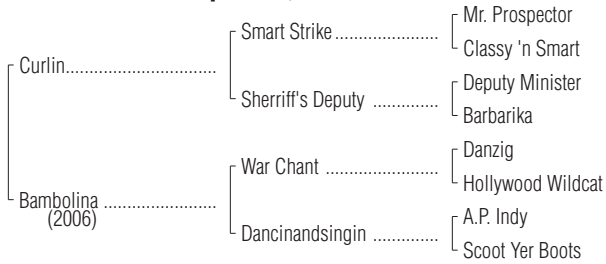 Mr. Prospector
Smart Strike
Classy 'n Smart
Curlin
Deputy Minister
Sherriff's Deputy
Barbarika
Danzig
War Chant
Hollywood Wildcat
Bambolina
(2006)
A.P. Indy
Dancinandsingin
Scoot Yer Boots